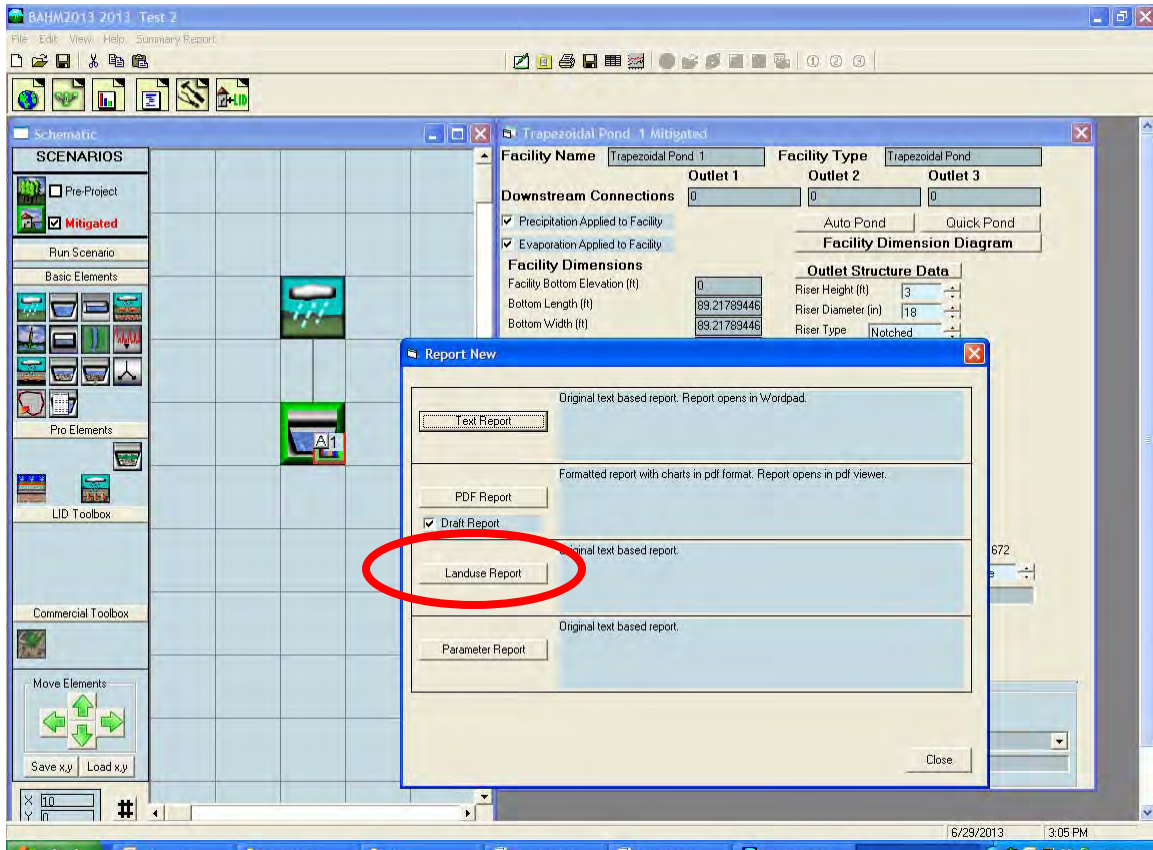 BAHM2013 2013 Test 2
File Edit View Help Summary Report
+LID
Schematic
SCENARIOS
Pre-Project
Mitigated
Run Scenario
Basic Elements
Pro Elements
LID Toolbox
Commercial Toolbox
Move Elements
Save x,y Load x,y
X 10
Y 0
#
A 1
Trapezoidal Pond 1 Mitigated
Facility Name Trapezoidal Pond 1 Facility Type Trapezoidal Pond
Outlet 1 Outlet 2 Outlet 3
Downstream Connections 0 0 0
Precipitation Applied to Facility Auto Pond Quick Pond
Evaporation Applied to Facility Facility Dimension Diagram
Facility Dimensions Outlet Structure Data
Facility Bottom Elevation (ft) 0 Riser Height (ft) 3
Bottom Length (ft) 89.21789446 Riser Diameter (in) 18
Bottom Width (ft) 89.21789446 Riser Type Notched
672
Report New
Text Report Original text based report. Report opens in Wordpad.
PDF Report Formatted report with charts in pdf format. Report opens in pdf viewer.
Draft Report
Landuse Report Original text based report.
Parameter Report Original text based report.
Close
6/29/2013 3:05 PM